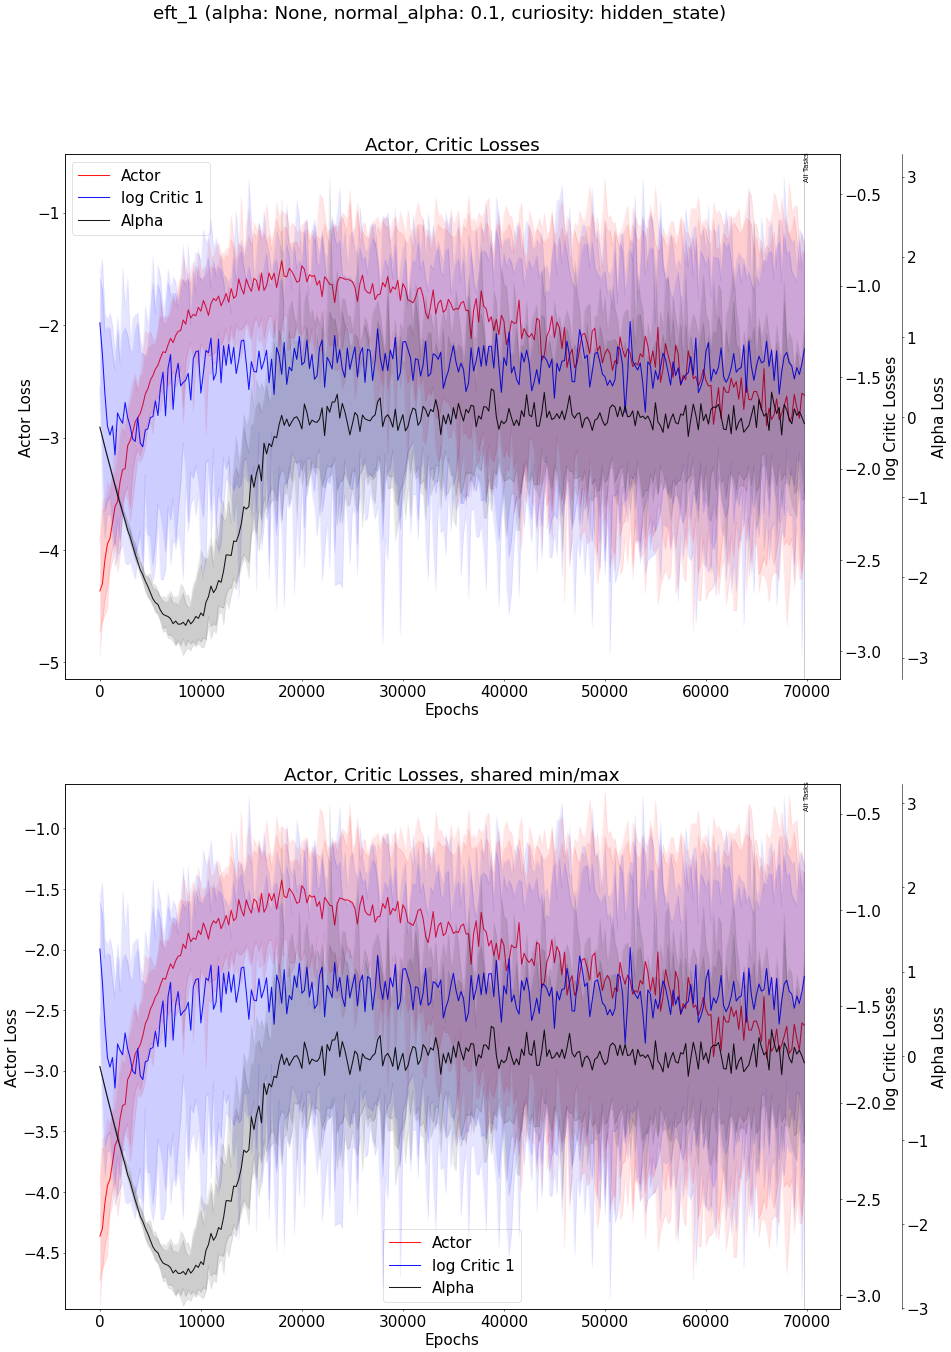 eft_1 (alpha: None, normal_alpha: 0.1, curiosity: hidden_state)
Actor, Critic Losses
Actor
log Critic 1
Alpha
All Tasks
−1
−2
−3
−4
−5
Actor Loss
−0.5
−1.0
−1.5
−2.0
−2.5
−3.0
log Critic Losses
3
2
1
0
−1
−2
−3
Alpha Loss
0 10000 20000 30000 40000 50000 60000 70000
Epochs
Actor, Critic Losses, shared min/max
All Tasks
−1.0
−1.5
−2.0
−2.5
−3.0
−3.5
−4.0
−4.5
Actor Loss
−0.5
−1.0
−1.5
−2.0
−2.5
−3.0
log Critic Losses
3
2
1
0
−1
−2
−3
Alpha Loss
Actor
log Critic 1
Alpha
0 10000 20000 30000 40000 50000 60000 70000
Epochs